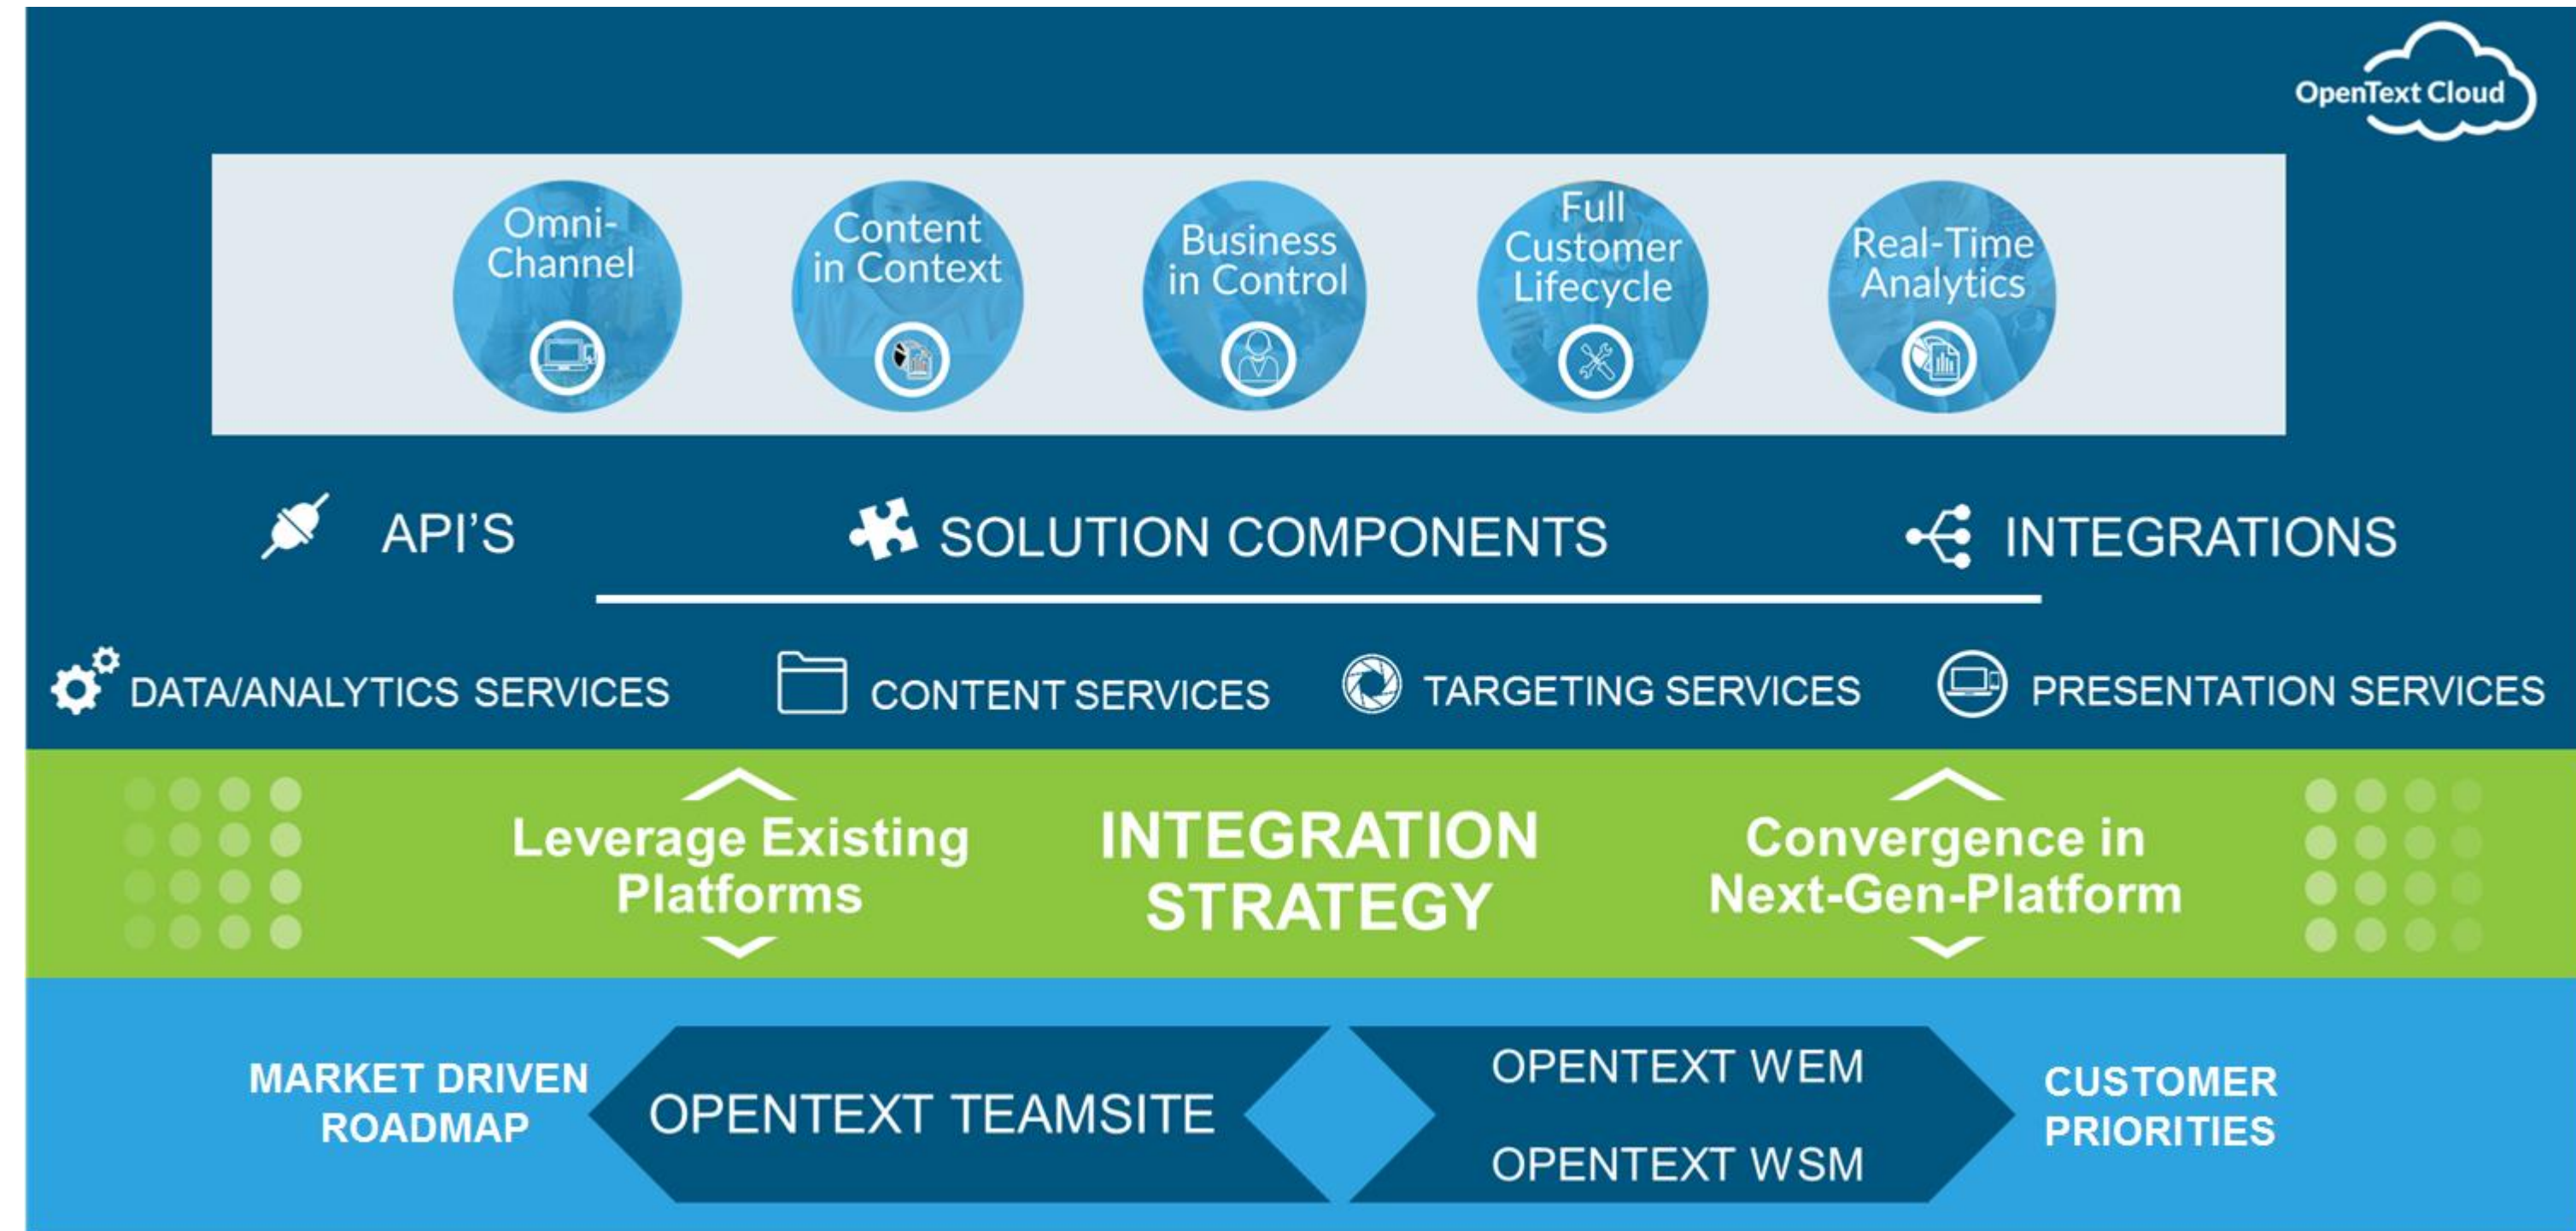 OpenText Cloud
Omni-
Channel
Content
in Context
Business
in Control
Full
Customer
Lifecycle
Real-Time
Analytics
API'S
SOLUTION COMPONENTS
INTEGRATIONS
DATA/ANALYTICS SERVICES
CONTENT SERVICES
TARGETING SERVICES
PRESENTATION SERVICES
Leverage Existing
Platforms
INTEGRATION
STRATEGY
Convergence in
Next-Gen-Platform
MARKET DRIVEN
ROADMAP
OPENTEXT TEAMSITE
OPENTEXT WEM
OPENTEXT WSM
CUSTOMER
PRIORITIES